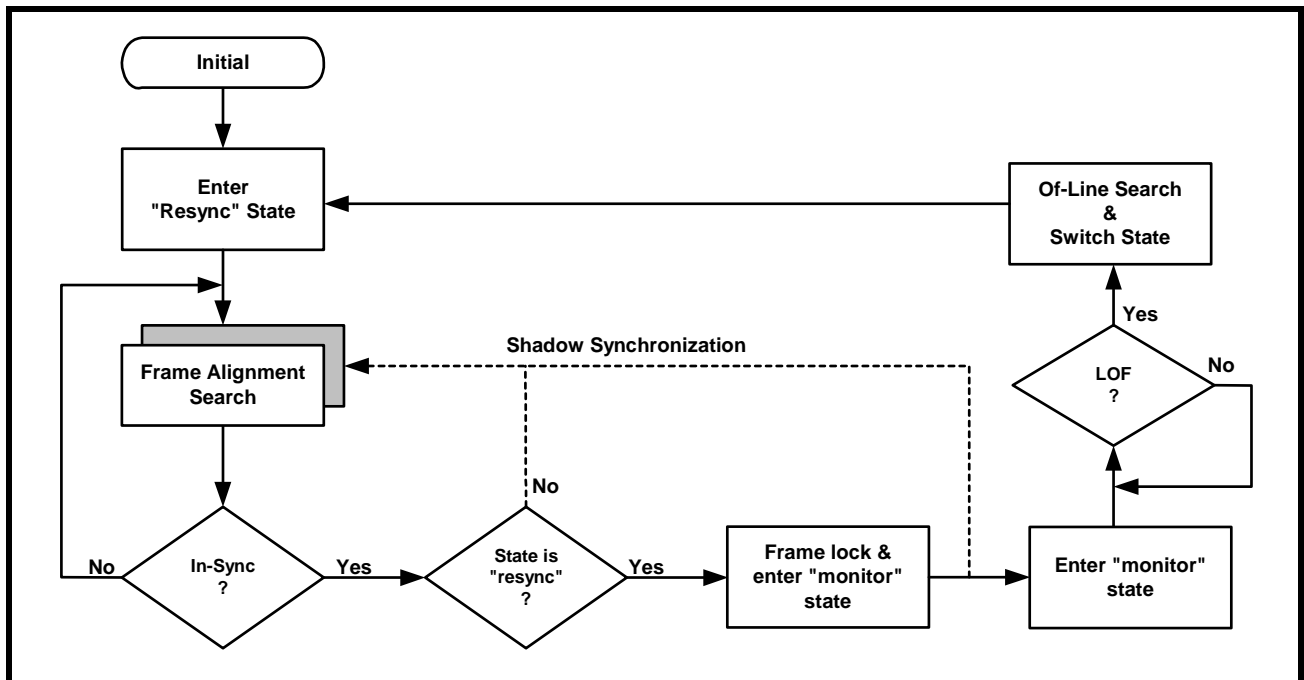 Initial
Enter
"Resync" State
Of-Line Search
&
Switch State
Yes
Shadow Synchronization
Frame Alignment
Search
LOF
?
No
No
No
In-Sync
?
Yes
State is
"resync"
?
Yes
Frame lock &
enter "monitor"
state
Enter "monitor"
state